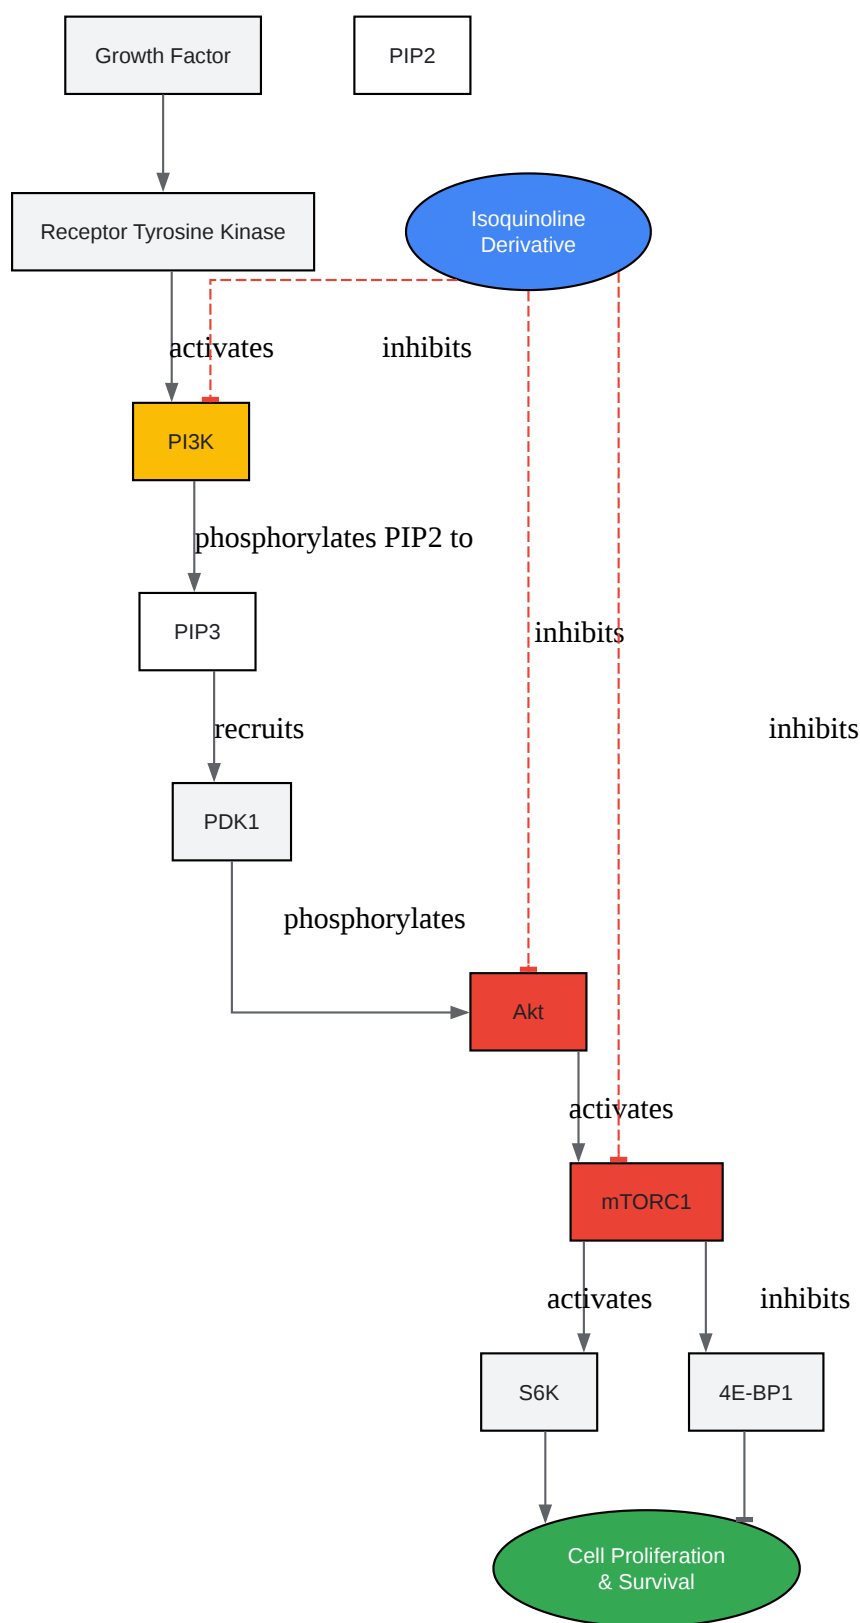 Growth Factor
PIP2
Receptor Tyrosine Kinase
Isoquinoline
Derivative
activates
inhibits
PI3K
phosphorylates PIP2 to
PIP3
inhibits
recruits
inhibits
PDK1
phosphorylates
Akt
activates
mTORC1
activates
inhibits
S6K
4E-BP1
Cell Proliferation
& Survival